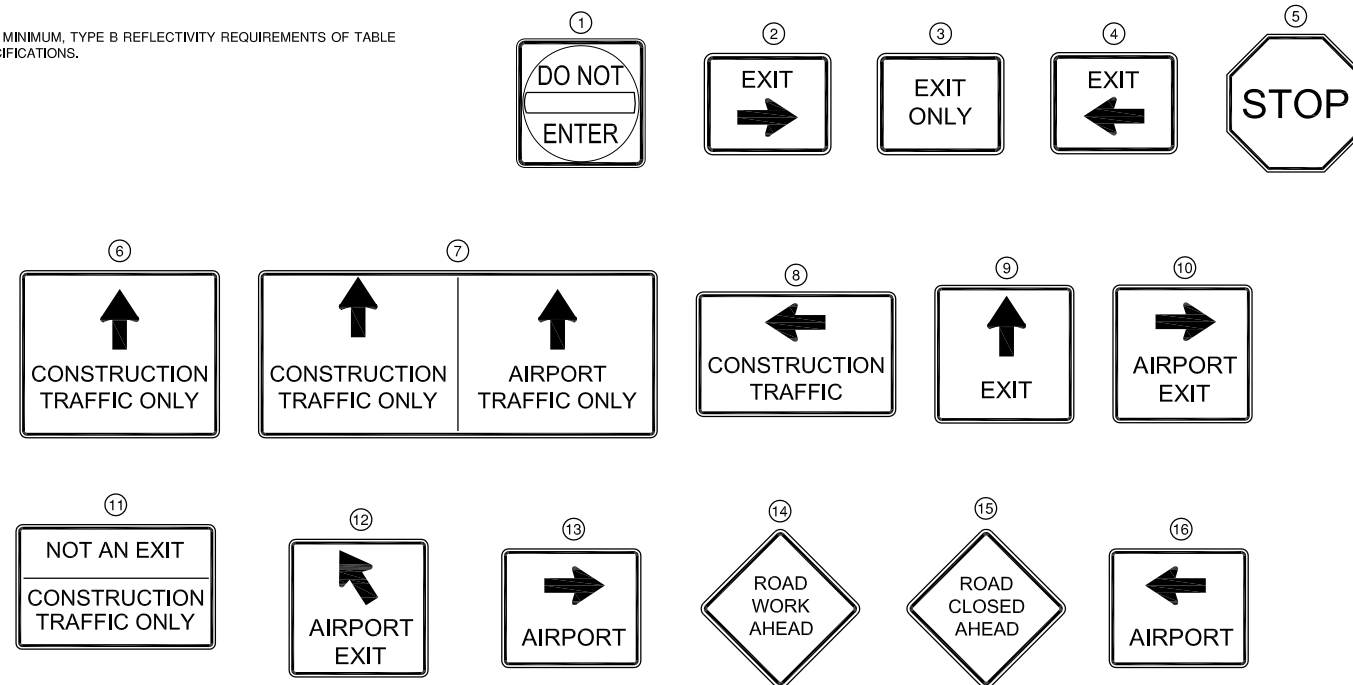 MINIMUM, TYPE B REFLECTIVITY REQUIREMENTS OF TABLE
CIFICATIONS.
1
DO NOT
ENTER
2
EXIT
3
EXIT
ONLY
4
EXIT
5
STOP
6
CONSTRUCTION
TRAFFIC ONLY
7
CONSTRUCTION
TRAFFIC ONLY
AIRPORT
TRAFFIC ONLY
8
CONSTRUCTION
TRAFFIC
9
EXIT
10
AIRPORT
EXIT
11
NOT AN EXIT
CONSTRUCTION
TRAFFIC ONLY
12
AIRPORT
EXIT
13
AIRPORT
14
ROAD
WORK
AHEAD
15
ROAD
CLOSED
AHEAD
16
AIRPORT